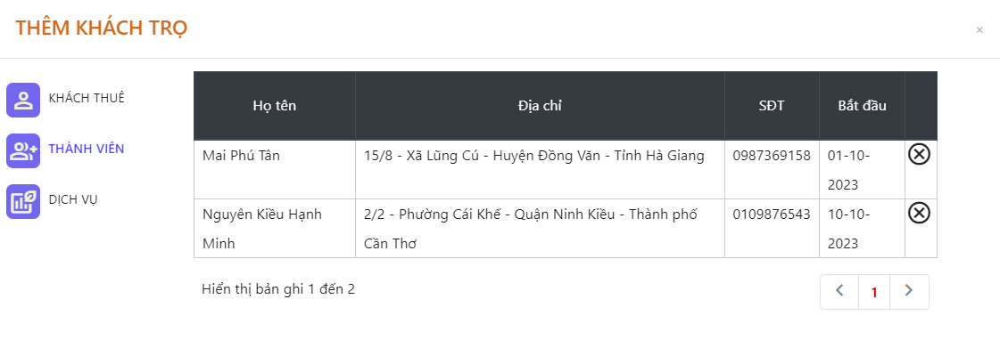 THÊM KHÁCH TRỌ
×
KHÁCH THUÊ
THÀNH VIÊN
DỊCH VỤ
Họ tên Địa chỉ SĐT Bắt đầu
Mai Phú Tân 15/8 - Xã Lũng Cú - Huyện Đồng Văn - Tỉnh Hà Giang 0987369158 01-10-
2023
Nguyên Kiều Hạnh 2/2 - Phường Cái Khế - Quận Ninh Kiều - Thành phố 0109876543 10-10-
Minh Cần Thơ 2023
Hiển thị bản ghi 1 đến 2
1